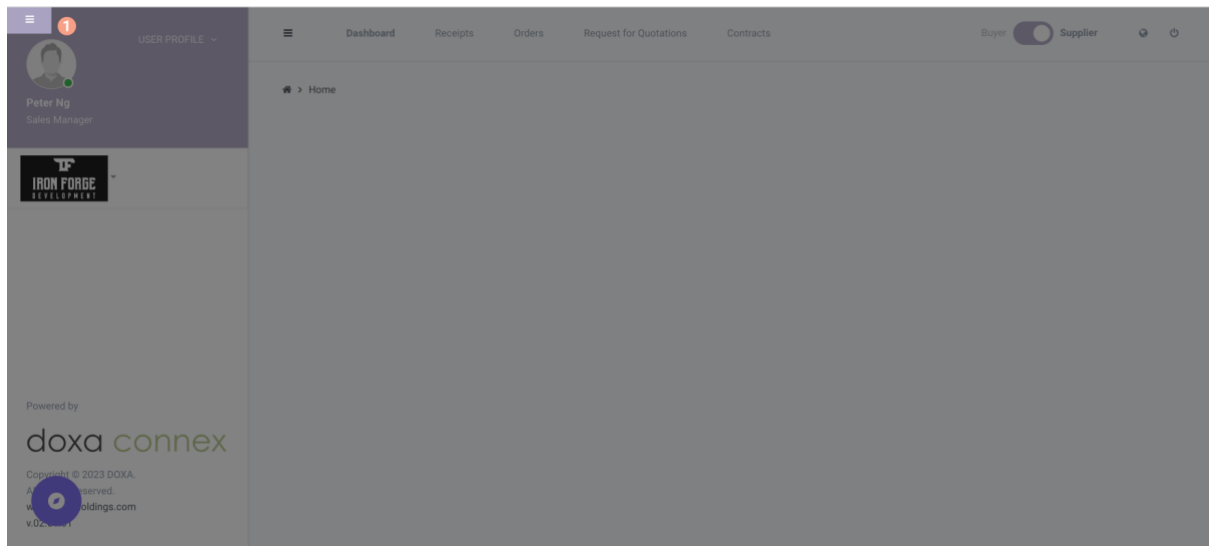 1
USER PROFILE
Peter Ng
Sales Manager
IRON FORGE
DEVELOPMENT
Dashboard Receipts Orders Request for Quotations Contracts Buyer Supplier
> Home
Powered by
doxa connex
Copyright © 2023 DOXA.
oldings.com